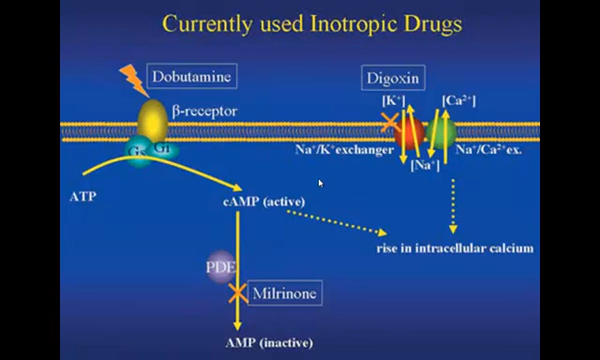 Currently used Inotropic Drugs
Dobutamine
Digoxin
β-receptor
[K⁺]
[Ca²⁺]
Gs
Gi
Na⁺/K⁺exchanger
[Na⁺]
Na⁺/Ca²⁺ex.
ATP
cAMP (active)
rise in intracellular calcium
PDE
Milrinone
AMP (inactive)